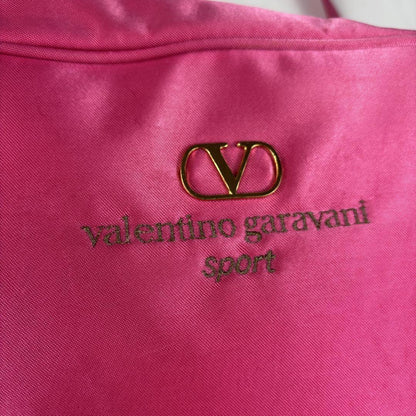 V
valentino garavani
sport